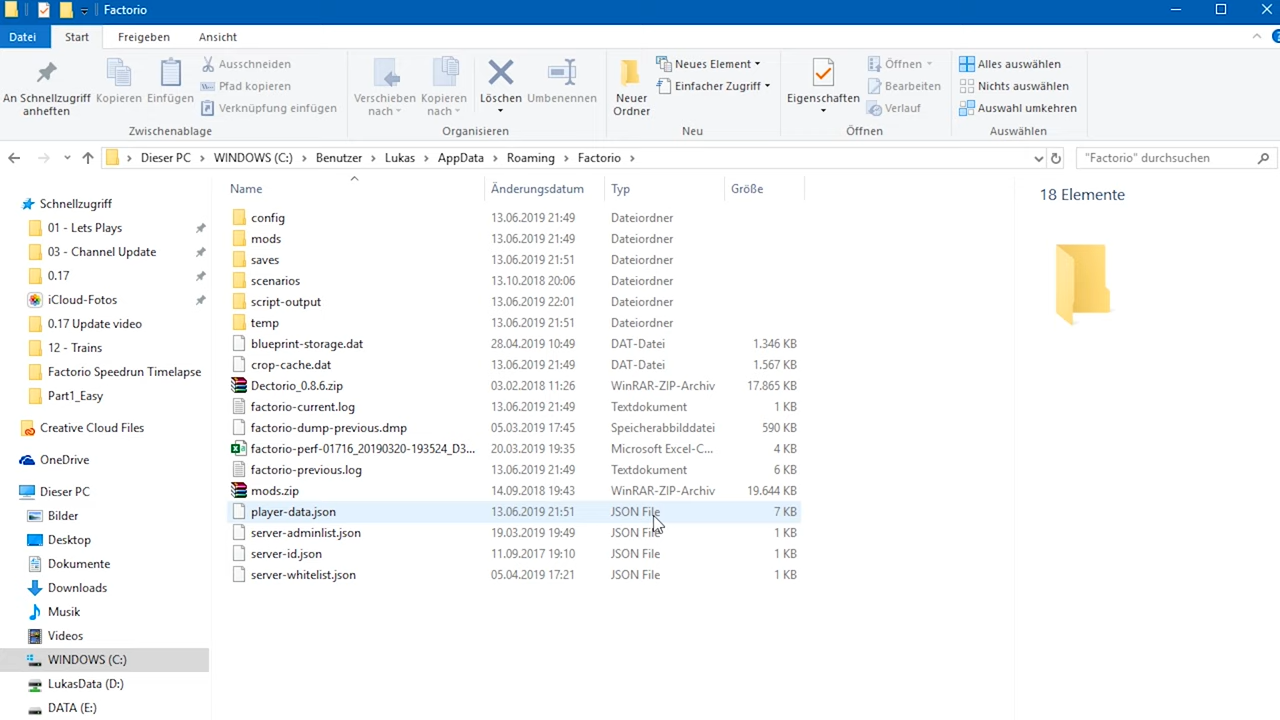 Factorio
Datei Start Freigeben Ansicht
An Schnellzugriff anheften
Kopieren
Einfügen
Ausschneiden
Pfad kopieren
Verknüpfung einfügen
Zwischenablage
Verschieben nach
Kopieren nach
Löschen
Umbenennen
Organisieren
Neuer Ordner
Neues Element
Einfacher Zugriff
Neu
Eigenschaften
Öffnen
Bearbeiten
Verlauf
Öffnen
Alles auswählen
Nichts auswählen
Auswahl umkehren
Auswählen
Dieser PC > WINDOWS (C:) > Benutzer > Lukas > AppData > Roaming > Factorio >
"Factorio" durchsuchen
Schnellzugriff
01 - Lets Plays
03 - Channel Update
0.17
iCloud-Fotos
0.17 Update video
12 - Trains
Factorio Speedrun Timelapse
Part1_Easy
Creative Cloud Files
OneDrive
Dieser PC
Bilder
Desktop
Dokumente
Downloads
Musik
Videos
WINDOWS (C:)
LukasData (D:)
DATA (E:)
Name Änderungsdatum Typ Größe
config 13.06.2019 21:49 Dateiordner
mods 13.06.2019 21:49 Dateiordner
saves 13.06.2019 21:51 Dateiordner
scenarios 13.10.2018 20:06 Dateiordner
script-output 13.06.2019 22:01 Dateiordner
temp 13.06.2019 21:51 Dateiordner
blueprint-storage.dat 28.04.2019 10:49 DAT-Datei 1.346 KB
crop-cache.dat 13.06.2019 21:49 DAT-Datei 1.567 KB
Dectorio_0.8.6.zip 03.02.2018 11:26 WinRAR-ZIP-Archiv 17.865 KB
factorio-current.log 13.06.2019 21:49 Textdokument 1 KB
factorio-dump-previous.dmp 05.03.2019 17:45 Speicherabbilddatei 590 KB
factorio-perf-01716_20190320-193524_D3... 20.03.2019 19:35 Microsoft Excel-C... 4 KB
factorio-previous.log 13.06.2019 21:49 Textdokument 6 KB
mods.zip 14.09.2018 19:43 WinRAR-ZIP-Archiv 19.644 KB
player-data.json 13.06.2019 21:51 JSON File 7 KB
server-adminlist.json 19.03.2019 19:49 JSON File 1 KB
server-id.json 11.09.2017 19:10 JSON File 1 KB
server-whitelist.json 05.04.2019 17:21 JSON File 1 KB
18 Elemente